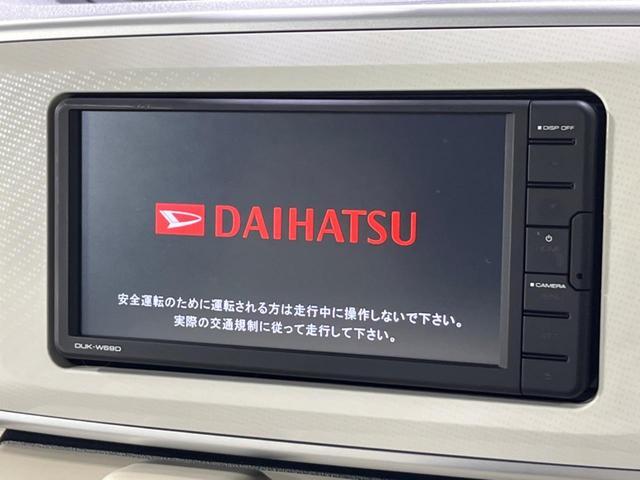 DISP OFF
DAIHATSU
CAMERA
安全運転のために運転される方は走行中に操作しないで下さい。
実際の交通規制に従って走行して下さい。
DUK-W69D